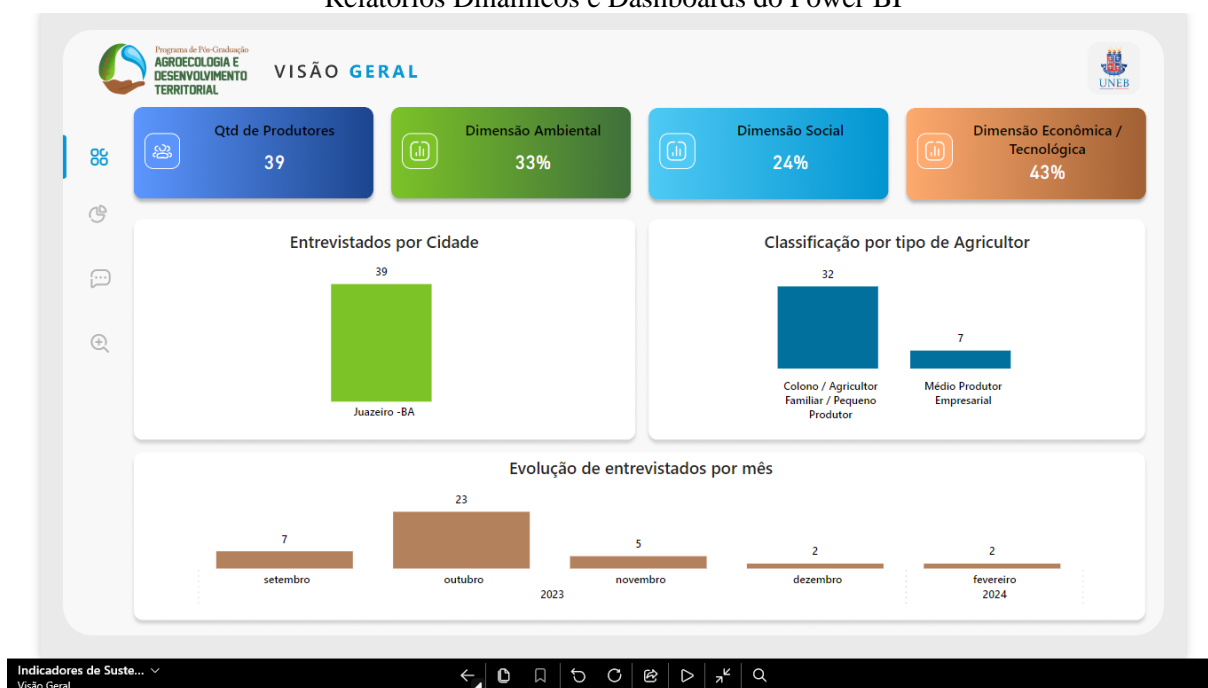 Relatórios Dinâmicos e Dashboards do Power BI
Programa de Pós-Graduação
AGROECOLOGIA E
DESENVOLVIMENTO
TERRITORIAL
VISÃO GERAL
UNEB
Qtd de Produtores
39
Dimensão Ambiental
33%
Dimensão Social
24%
Dimensão Econômica /
Tecnológica
43%
Entrevistados por Cidade
39
Juazeiro -BA
Classificação por tipo de Agricultor
32
7
Colono / Agricultor
Familiar / Pequeno
Produtor
Médio Produtor
Empresarial
Evolução de entrevistados por mês
7
23
5
2
2
setembro
outubro
novembro
dezembro
fevereiro
2023
2024
Indicadores de Suste...
Visão Geral